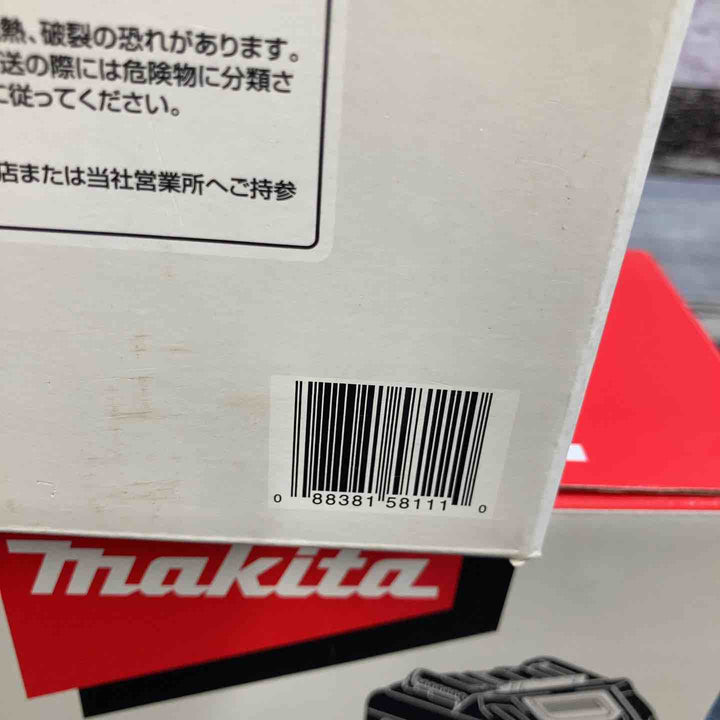 熱、破裂の恐れがあります。
送の際には危険物に分類さ
に従ってください。
店または当社営業所へご持参
0 88381 58111 0
makita